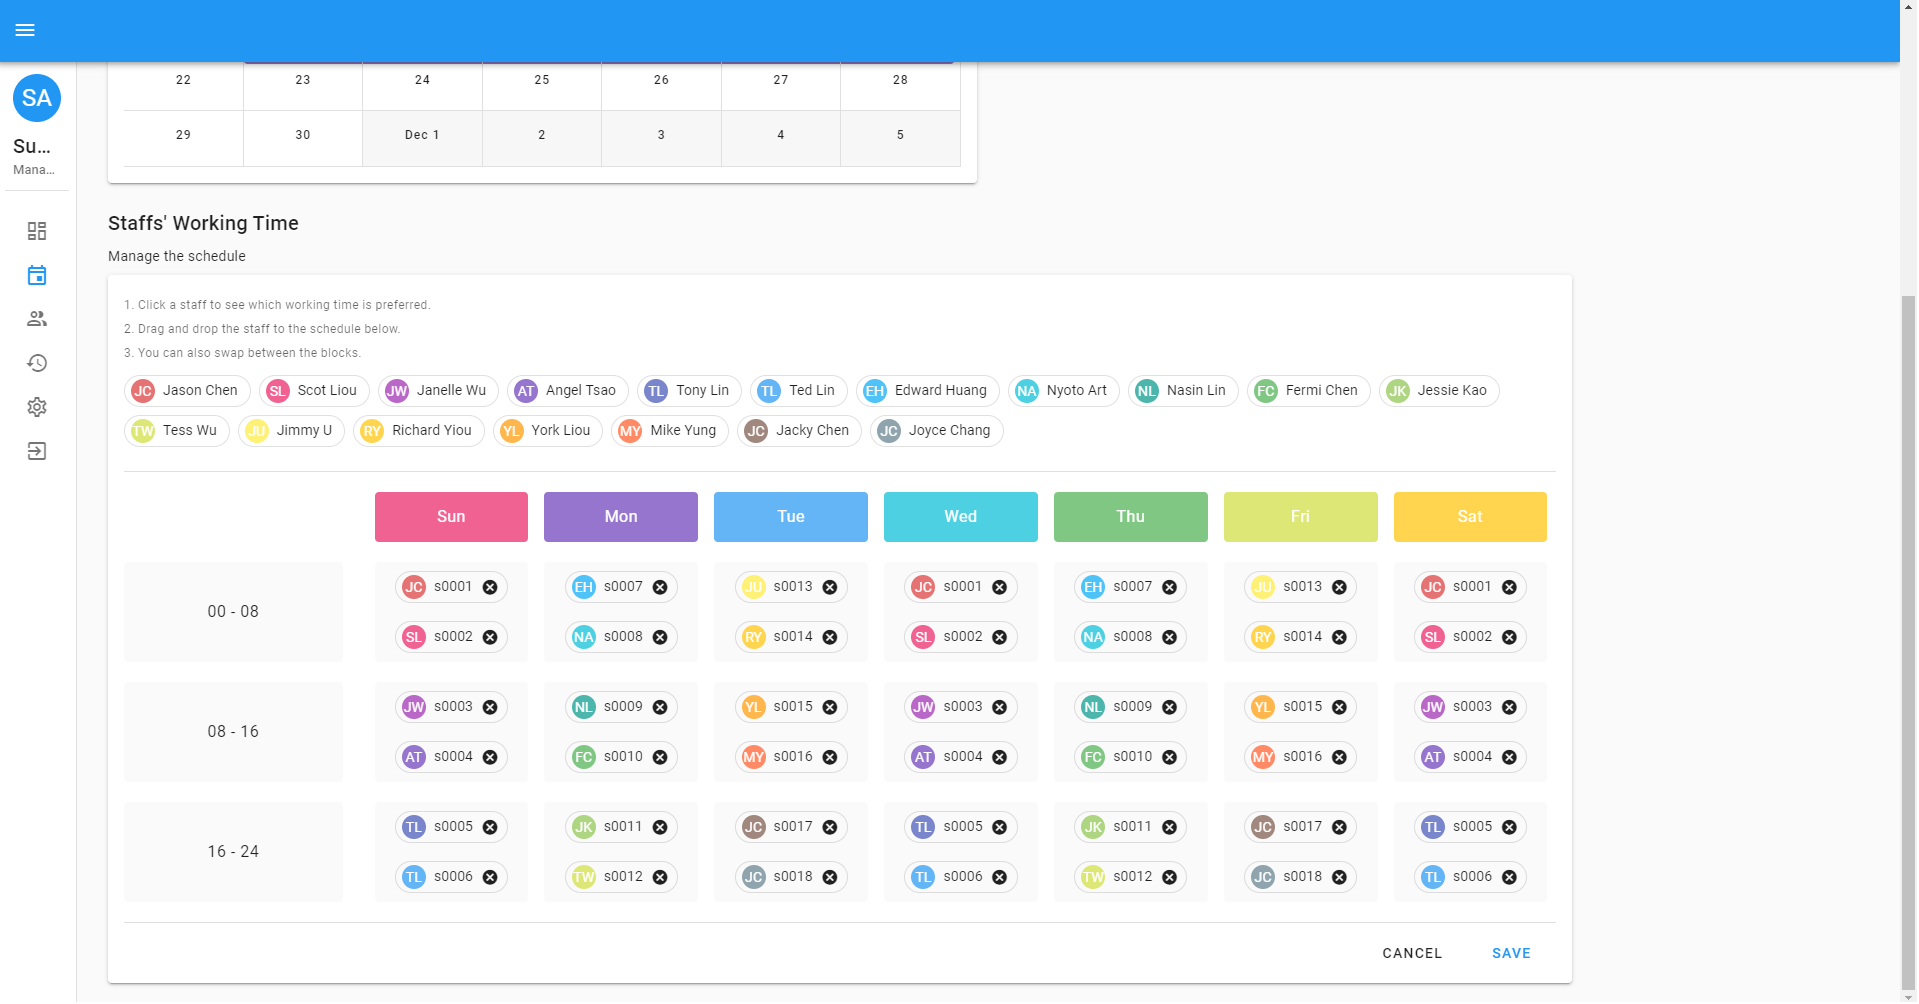 SA
Su...
Mana...
22 23 24 25 26 27 28
29 30 Dec 1 2 3 4 5
Staffs' Working Time
Manage the schedule
1. Click a staff to see which working time is preferred.
2. Drag and drop the staff to the schedule below.
3. You can also swap between the blocks.
JC Jason Chen SL Scot Liou JW Janelle Wu AT Angel Tsao TL Tony Lin TL Ted Lin EH Edward Huang NA Nyoto Art NL Nasin Lin FC Fermi Chen JK Jessie Kao
TW Tess Wu JU Jimmy U RY Richard Yiou YL York Liou MY Mike Yung JC Jacky Chen JC Joyce Chang
Sun Mon Tue Wed Thu Fri Sat
JC s0001 EH s0007 JU s0013 JC s0001 EH s0007 JU s0013 JC s0001
00 - 08
SL s0002 NA s0008 RY s0014 SL s0002 NA s0008 RY s0014 SL s0002
JW s0003 NL s0009 YL s0015 JW s0003 NL s0009 YL s0015 JW s0003
08 - 16
AT s0004 FC s0010 MY s0016 AT s0004 FC s0010 MY s0016 AT s0004
TL s0005 JK s0011 JC s0017 TL s0005 JK s0011 JC s0017 TL s0005
16 - 24
TL s0006 TW s0012 JC s0018 TL s0006 TW s0012 JC s0018 TL s0006
CANCEL SAVE